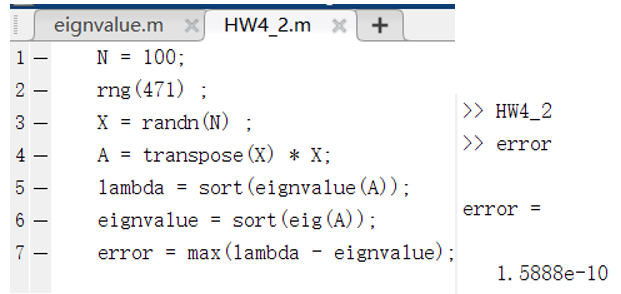 eignvalue.m HW4_2.m
1 N = 100;
2 rng(471) ;
3 X = randn(N) ;
4 A = transpose(X) * X;
5 lambda = sort(eignvalue(A));
6 eignvalue = sort(eig(A));
7 error = max(lambda - eignvalue);
>> HW4_2
>> error
error =
1.5888e-10